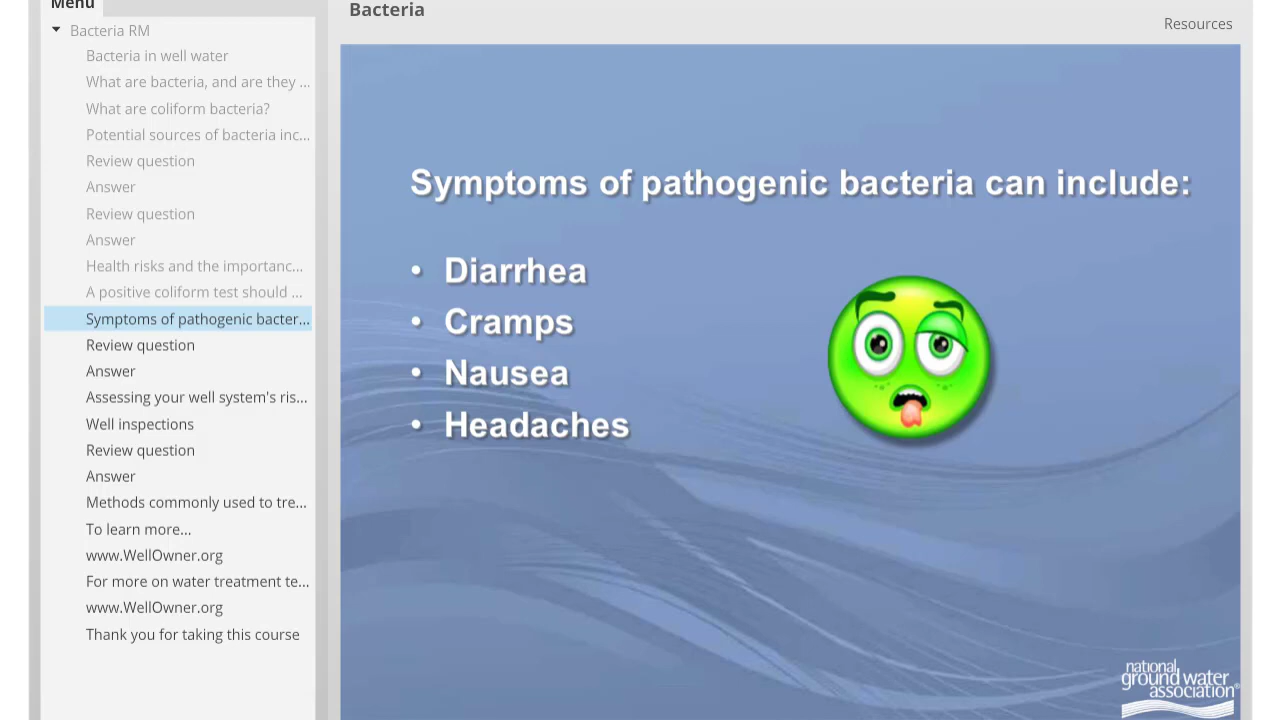 Menu
Bacteria
Resources
Bacteria RM
Bacteria in well water
What are bacteria, and are they ...
What are coliform bacteria?
Potential sources of bacteria inc...
Review question
Answer
Review question
Answer
Health risks and the importanc...
A positive coliform test should ...
Symptoms of pathogenic bacter...
Review question
Answer
Assessing your well system's ris...
Well inspections
Review question
Answer
Methods commonly used to tre...
To learn more...
www.WellOwner.org
For more on water treatment te...
www.WellOwner.org
Thank you for taking this course
Symptoms of pathogenic bacteria can include:
• Diarrhea
• Cramps
• Nausea
• Headaches
national
ground water
association®